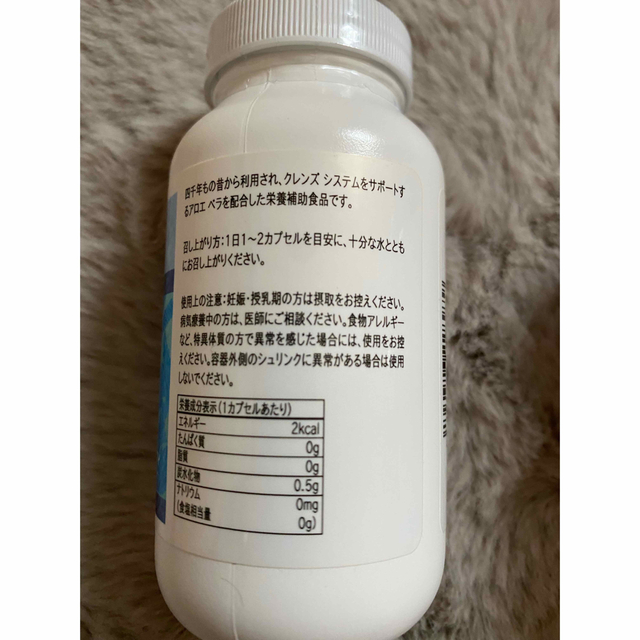 四千年もの昔から利用され、クレンズ システムをサポートす
るアロエ ベラを配合した栄養補助食品です。
召し上がり方：1日1～2カプセルを目安に、十分な水ととも
にお召し上がりください。
使用上の注意：妊娠・授乳期の方は摂取をお控えください。
病気療養中の方は、医師にご相談ください。食物アレルギー
など、特異体質の方で異常を感じた場合には、使用をお控
えください。容器外側のシュリンクに異常がある場合は使用
しないでください。
栄養成分表示（1カプセルあたり）
エネルギー 2kcal
たんぱく質 0g
脂質 0g
炭水化物 0.5g
ナトリウム 0mg
(食塩相当量 0g)